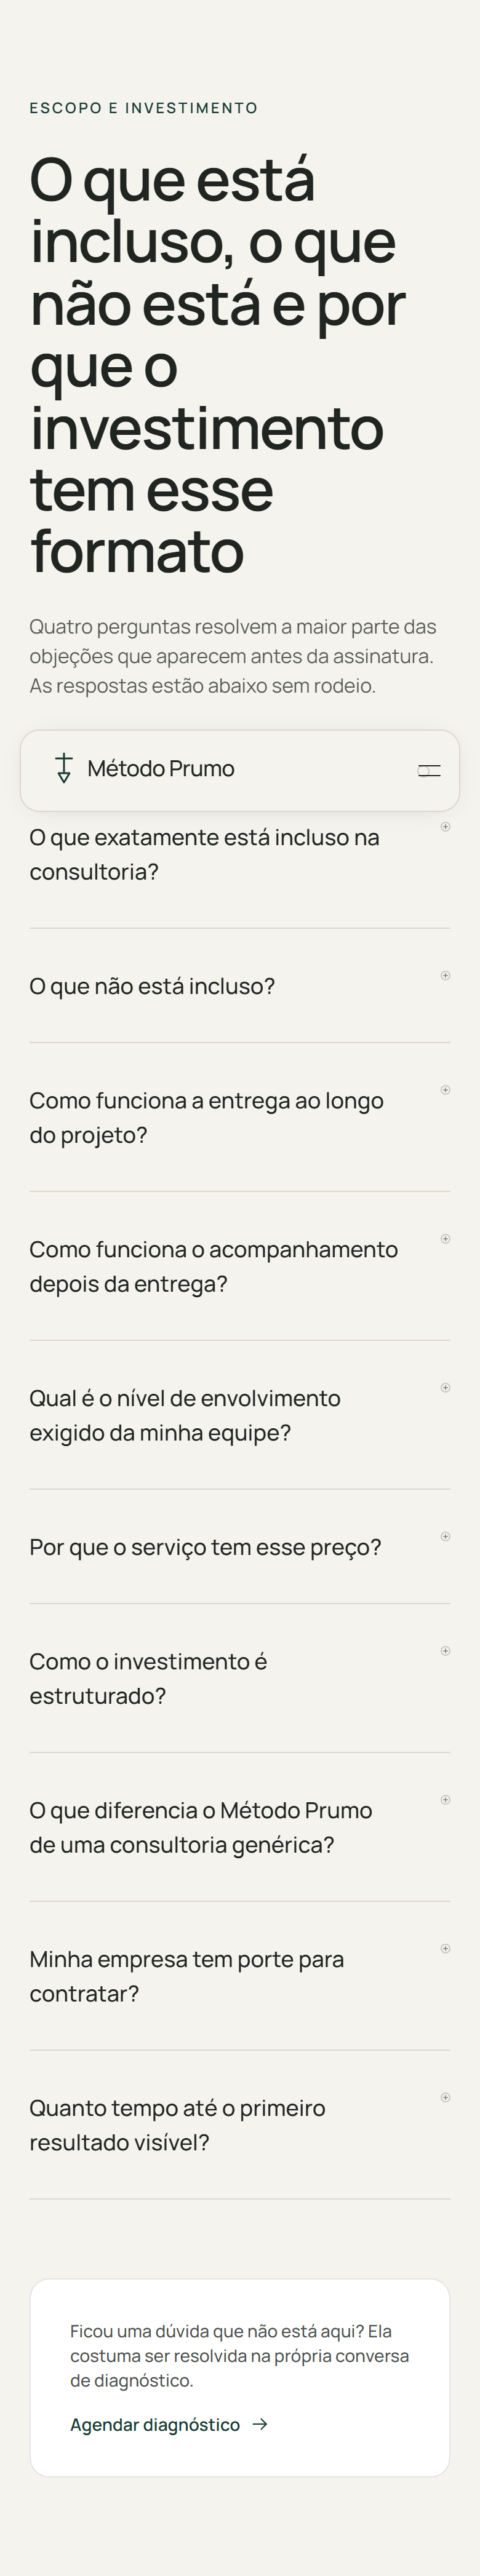 ESCOPO E INVESTIMENTO
O que está
incluso, o que
não está e por
que o
investimento
tem esse
formato
Quatro perguntas resolvem a maior parte das
objeções que aparecem antes da assinatura.
As respostas estão abaixo sem rodeio.
Método Prumo
O que exatamente está incluso na
consultoria?
O que não está incluso?
Como funciona a entrega ao longo
do projeto?
Como funciona o acompanhamento
depois da entrega?
Qual é o nível de envolvimento
exigido da minha equipe?
Por que o serviço tem esse preço?
Como o investimento é
estruturado?
O que diferencia o Método Prumo
de uma consultoria genérica?
Minha empresa tem porte para
contratar?
Quanto tempo até o primeiro
resultado visível?
Ficou uma dúvida que não está aqui? Ela
costuma ser resolvida na própria conversa
de diagnóstico.
Agendar diagnóstico